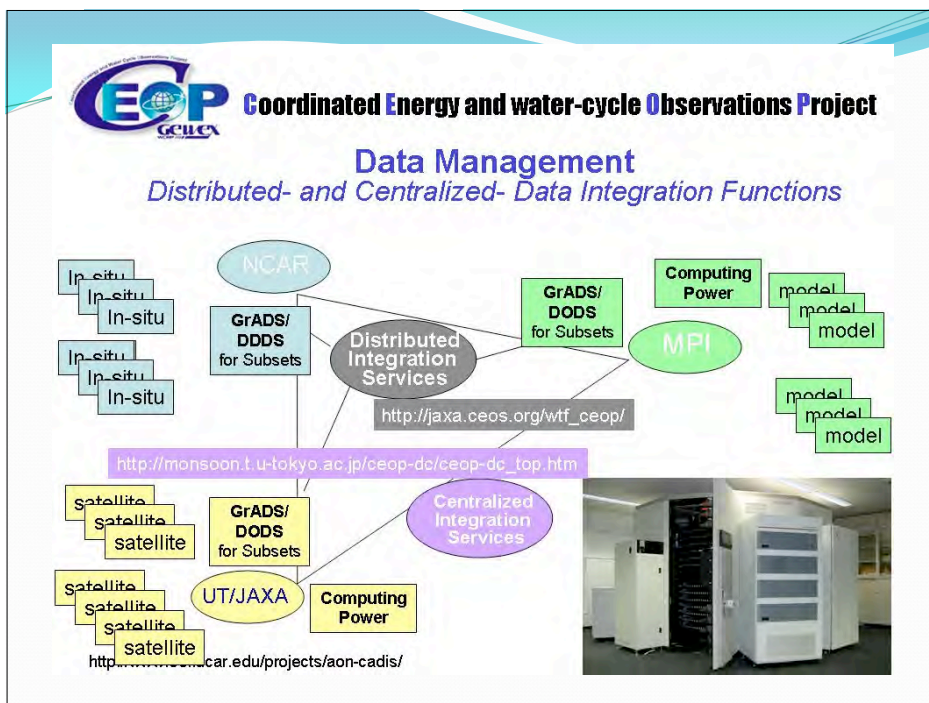 CEOP
GEWEX
Coordinated Energy and water-cycle Observations Project
Data Management
Distributed- and Centralized- Data Integration Functions
NCAR
In-situ
In-situ
In-situ
In-situ
In-situ
In-situ
GrADS/
DDDS
for Subsets
Distributed
Integration
Services
GrADS/
DODS
for Subsets
Computing
Power
MPI
model
model
model
model
model
model
http://jaxa.ceos.org/wtf_ceop/
http://monsoon.t.u-tokyo.ac.jp/ceop-dc/ceop-dc_top.htm
Centralized
Integration
Services
satellite
satellite
satellite
satellite
satellite
satellite
satellite
GrADS/
DODS
for Subsets
UT/JAXA
Computing
Power
.edu/projects/aon-cadis/